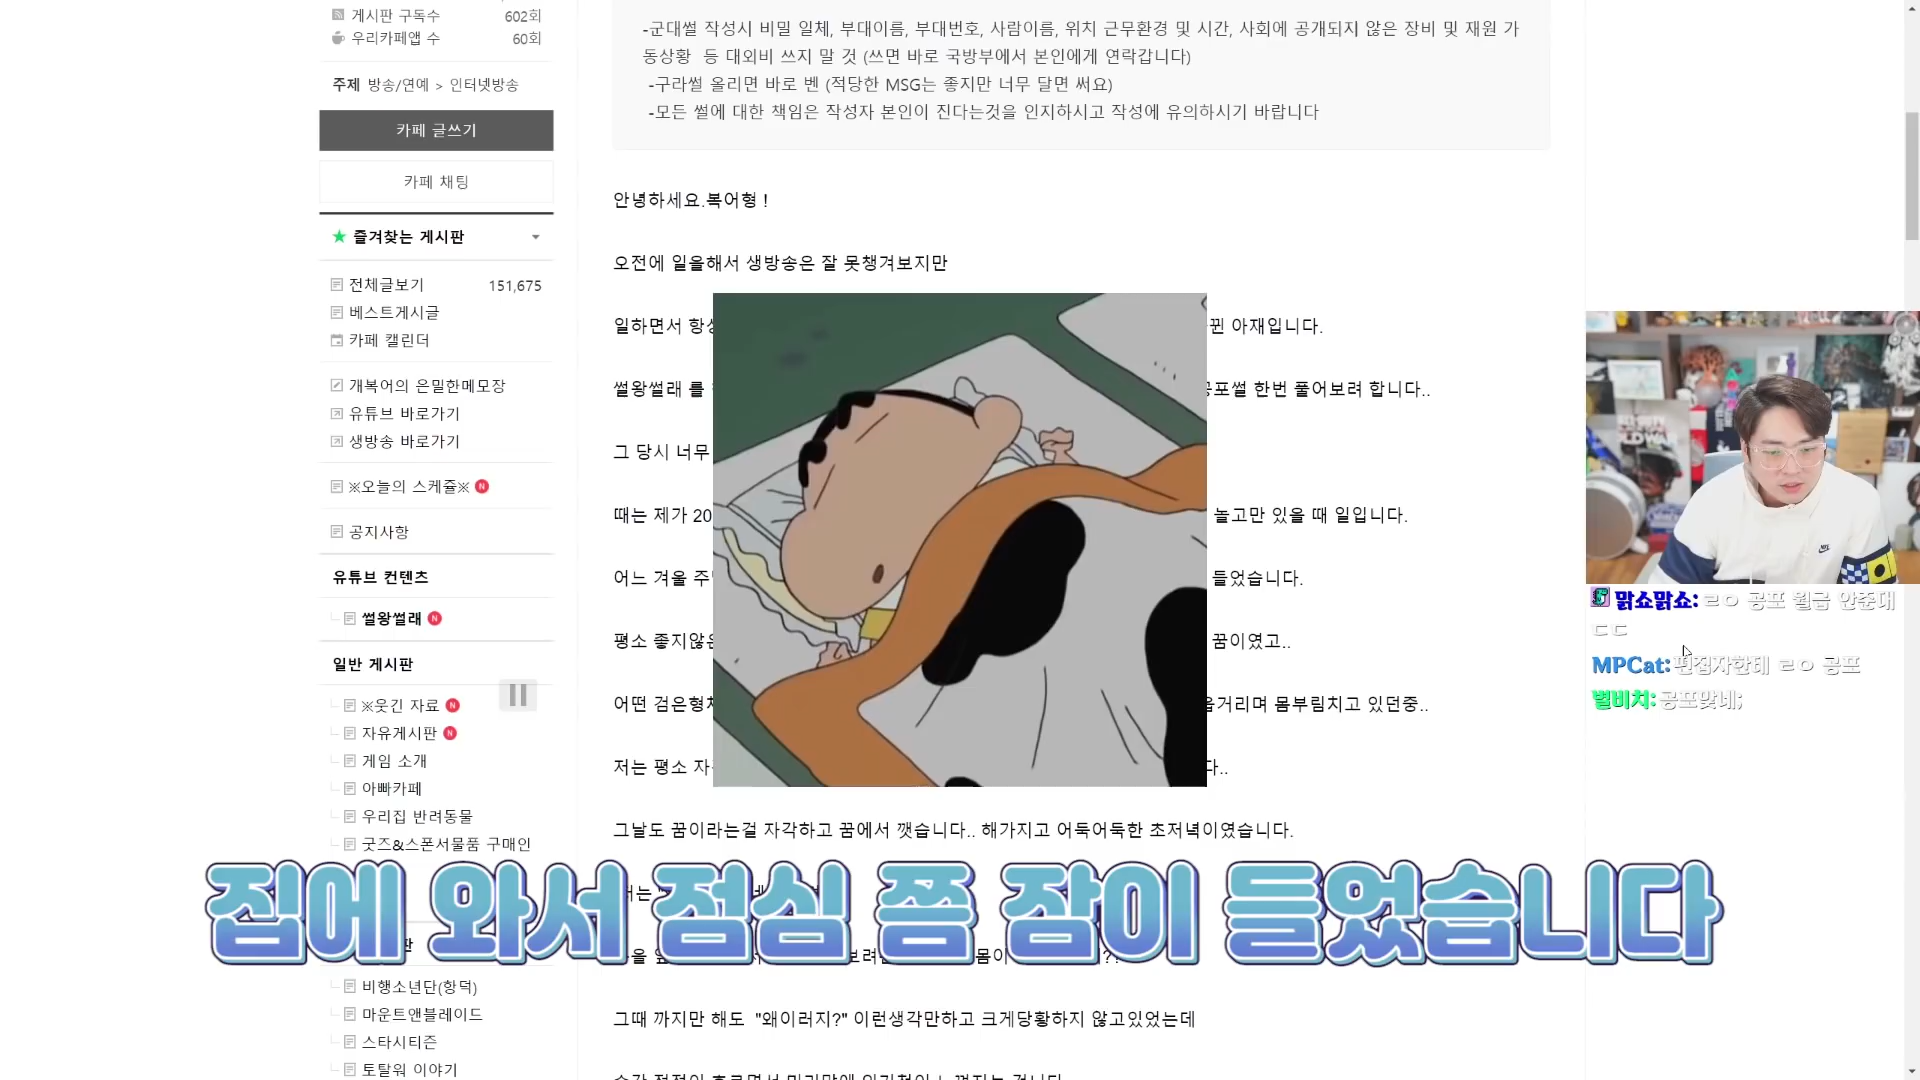 게시판 구독수 602회
우리카페앱 수 60회
주제 방송/연예 > 인터넷방송
카페 글쓰기
카페 채팅
즐겨찾는 게시판
전체글보기 151,675
베스트게시글
카페 캘린더
개복어의 은밀한메모장
유튜브 바로가기
생방송 바로가기
※오늘의 스케쥴※ N
공지사항
유튜브 컨텐츠
썰왕썰래 N
일반 게시판
※웃긴 자료 N
자유게시판 N
게임 소개
아빠카페
우리집 반려동물
굿즈&스폰서물품 구매인
판
비행소년단(항덕)
마운트앤블레이드
스타시티즌
토탈워 이야기
-군대썰 작성시 비밀 일체, 부대이름, 부대번호, 사람이름, 위치 근무환경 및 시간, 사회에 공개되지 않은 장비 및 재원 가
동상황 등 대외비 쓰지 말 것 (쓰면 바로 국방부에서 본인에게 연락갑니다)
-구라썰 올리면 바로 벤 (적당한 MSG는 좋지만 너무 달면 써요)
-모든 썰에 대한 책임은 작성자 본인이 진다는것을 인지하시고 작성에 유의하시기 바랍니다
안녕하세요.복어형 !
오전에 일을해서 생방송은 잘 못챙겨보지만
일하면서 항상 아재입니다.
썰왕썰래 를 한번 풀어보려 합니다..
그 당시 너무
때는 제가 20 놀고만 있을 때 일입니다.
어느 겨울 들었습니다.
평소 꿈이였고..
어떤 몸부림치고 있던중..
저는 평소
그날도 꿈이라는걸 자각하고 꿈에서 깻습니다.. 해가지고 어둑어둑한 초저녁이였습니다.
집에 와서 점심 쯤 잠이 들었습니다
그때 까지만 해도 "왜이러지?" 이런생각만하고 크게당황하지 않고있었는데
맑쇼맑쇼: ㄹㅇ 공포 월급 안준대
ㄷㄷ
MPCat: 편집자한테 ㄹㅇ 공포
별비치: 공포맞네;